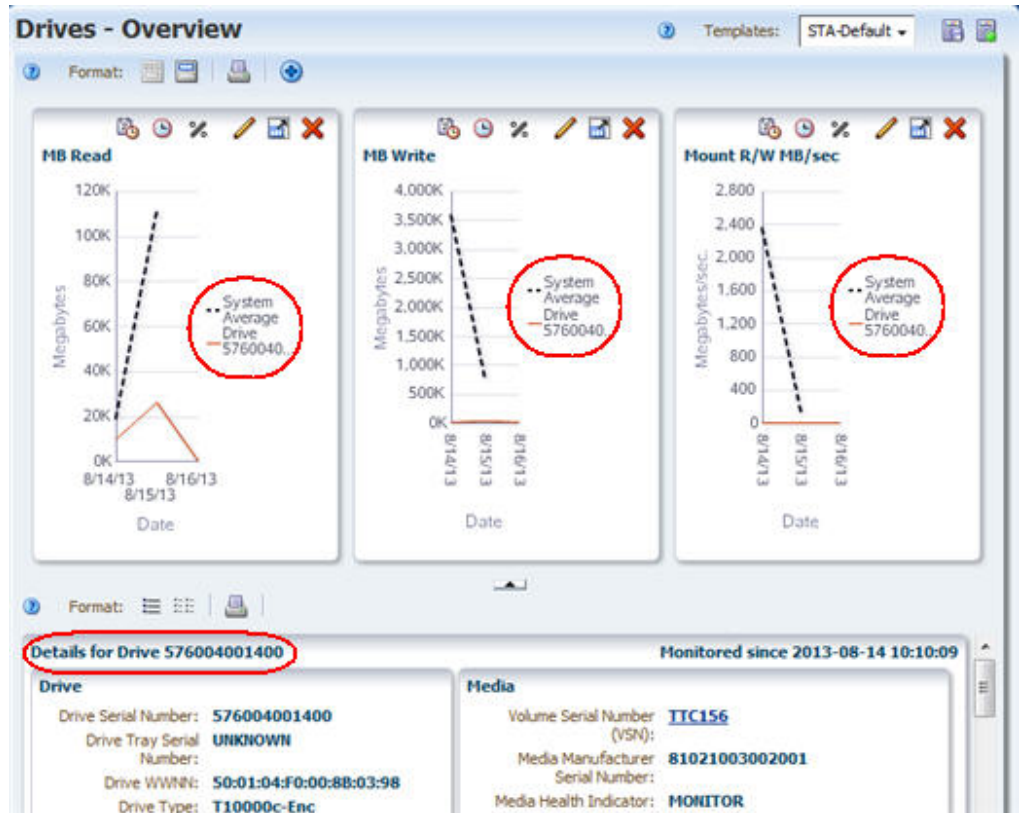 Drives - Overview
Templates: STA-Default
Format:
MB Read
120K
100K
80K
60K
40K
20K
0K
Megabytes
8/14/13 8/16/13
8/15/13
Date
System
Average
Drive
5760040...
MB Write
4,000K
3,500K
3,000K
2,500K
2,000K
1,500K
1,000K
500K
0K
Megabytes
8/14/13
8/15/13
8/16/13
Date
System
Average
Drive
5760040...
Mount R/W MB/sec
2,800
2,400
2,000
1,600
1,200
800
400
0
Megabytes/sec.
8/14/13
8/15/13
8/16/13
Date
System
Average
Drive
5760040...
Format:
Details for Drive 576004001400
Monitored since 2013-08-14 10:10:09
Drive
Drive Serial Number: 576004001400
Drive Tray Serial UNKNOWN
Number:
Drive WWNN: 50:01:04:F0:00:8B:03:98
Drive Type: T10000c-Enc
Media
Volume Serial Number TTC156
(VSN):
Media Manufacturer 81021003002001
Serial Number:
Media Health Indicator: MONITOR